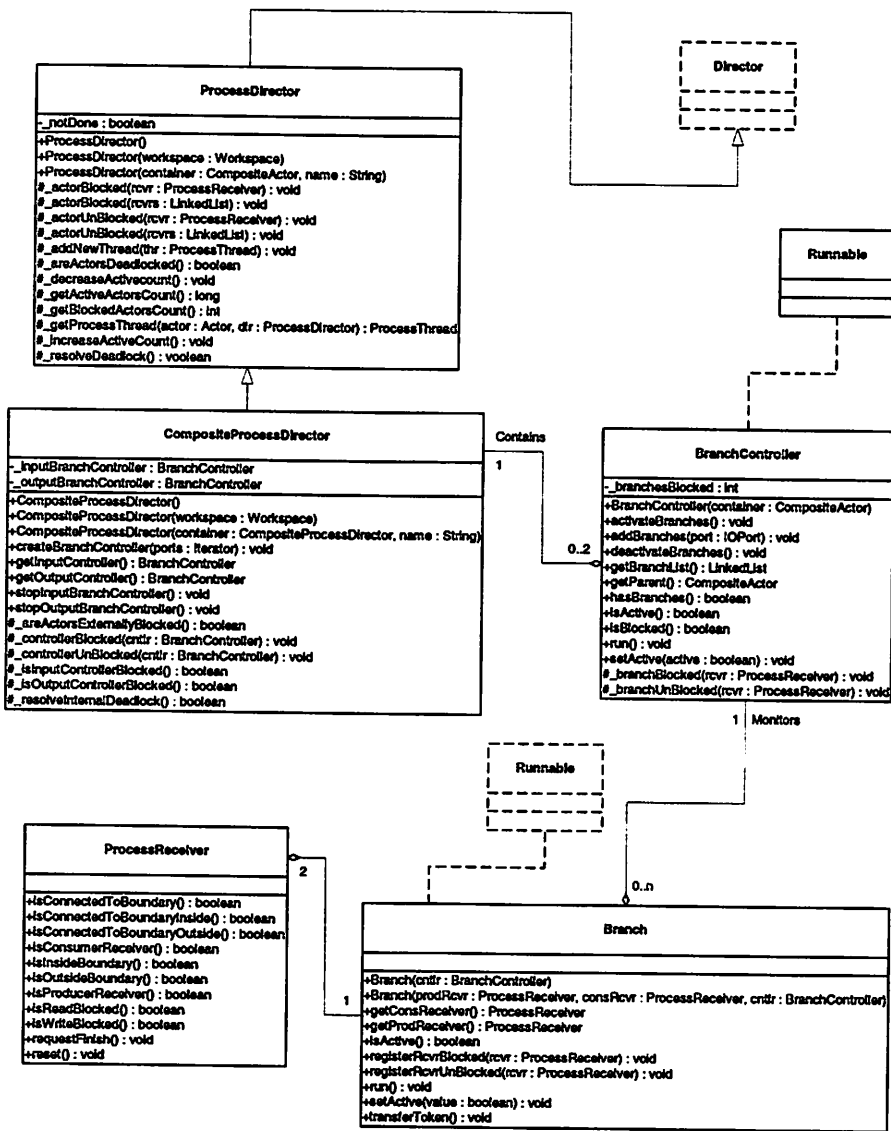 ProcessDirector
-_notDone : boolean
+ProcessDirector()
+ProcessDirector(workspace : Workspace)
+ProcessDirector(container : CompositeActor, name : String)
#_actorBlocked(rcvr : ProcessReceiver) : void
#_actorBlocked(rcvrs : LinkedList) : void
#_actorUnBlocked(rcvr : ProcessReceiver) : void
#_actorUnBlocked(rcvrs : LinkedList) : void
#_addNewThread(thr : ProcessThread) : void
#_areActorsDeadlocked() : boolean
#_decreaseActivecount() : void
#_getActiveActorsCount() : long
#_getBlockedActorsCount() : int
#_getProcessThread(actor : Actor, dir : ProcessDirector) : ProcessThread
#_increaseActiveCount() : void
#_resolveDeadlock() : voolean
Director
Runnable
CompositeProcessDirector
-_inputBranchController : BranchController
-_outputBranchController : BranchController
+CompositeProcessDirector()
+CompositeProcessDirector(workspace : Workspace)
+CompositeProcessDirector(container : CompositeProcessDirector, name : String)
+createBranchController(ports : Iterator) : void
+getInputController() : BranchController
+getOutputController() : BranchController
+stopInputBranchController() : void
+stopOutputBranchController() : void
#_areActorsExternallyBlocked() : boolean
#_controllerBlocked(cntlr : BranchController) : void
#_controllerUnBlocked(cntlr : BranchController) : void
#_isInputControllerBlocked() : boolean
#_isOutputControllerBlocked() : boolean
#_resolveInternalDeadlock() : boolean
Contains
1
0..2
BranchController
-_branchesBlocked : int
+BranchController(container : CompositeActor)
+activateBranches() : void
+addBranches(port : IOPort) : void
+deactivateBranches() : void
+getBranchList() : LinkedList
+getParent() : CompositeActor
+hasBranches() : boolean
+isActive() : boolean
+isBlocked() : boolean
+run() : void
+setActive(active : boolean) : void
#_branchBlocked(rcvr : ProcessReceiver) : void
#_branchUnBlocked(rcvr : ProcessReceiver) : void
1 Monitors
0..n
Runnable
ProcessReceiver
+isConnectedToBoundary() : boolean
+isConnectedToBoundaryInside() : boolean
+isConnectedToBoundaryOutside() : boolean
+isConsumerReceiver() : boolean
+isInsideBoundary() : boolean
+isOutsideBoundary() : boolean
+isProducerReceiver() : boolean
+isReadBlocked() : boolean
+isWriteBlocked() : boolean
+requestFinish() : void
+reset() : void
2
1
Branch
+Branch(cntlr : BranchController)
+Branch(prodRcvr : ProcessReceiver, consRcvr : ProcessReceiver, cntlr : BranchController)
+getConsReceiver() : ProcessReceiver
+getProdReceiver() : ProcessReceiver
+isActive() : boolean
+registerRcvrBlocked(rcvr : ProcessReceiver) : void
+registerRcvrUnBlocked(rcvr : ProcessReceiver) : void
+run() : void
+setActive(value : boolean) : void
+transferToken() : void